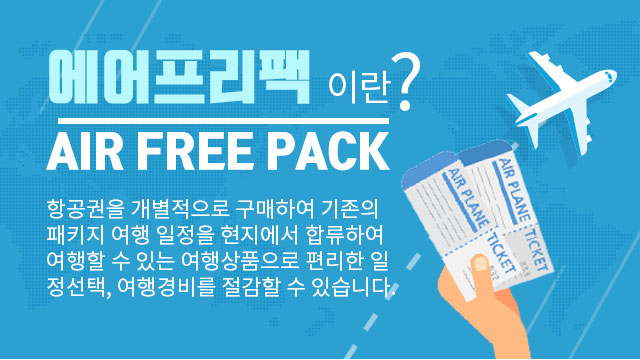 에어프리팩 이란?
AIR FREE PACK
항공권을 개별적으로 구매하여 기존의
패키지 여행 일정을 현지에서 합류하여
여행할 수 있는 여행상품으로 편리한 일
정선택, 여행경비를 절감할 수 있습니다.
AIR PLANE
TICKET
AIR PLANE
TICKET